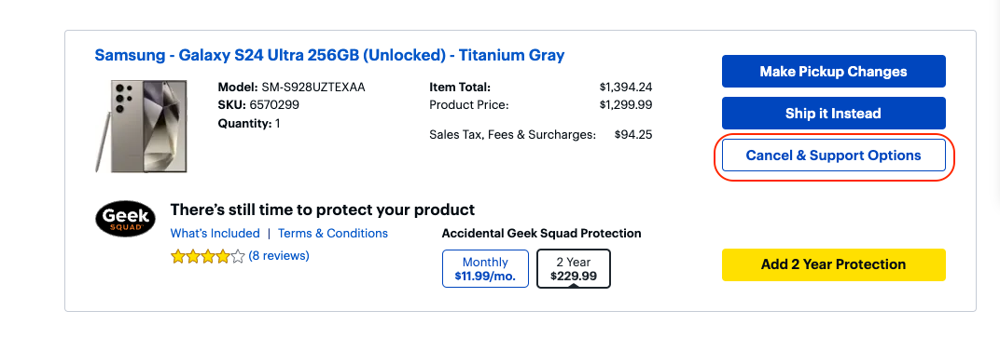 Samsung - Galaxy S24 Ultra 256GB (Unlocked) - Titanium Gray
Model: SM-S928UZTEXAA
SKU: 6570299
Quantity: 1
Item Total: $1,394.24
Product Price: $1,299.99
Sales Tax, Fees & Surcharges: $94.25
Make Pickup Changes
Ship it Instead
Cancel & Support Options
Geek
SQUAD
There’s still time to protect your product
What's Included | Terms & Conditions
(8 reviews)
Accidental Geek Squad Protection
Monthly
$11.99/mo.
2 Year
$229.99
Add 2 Year Protection